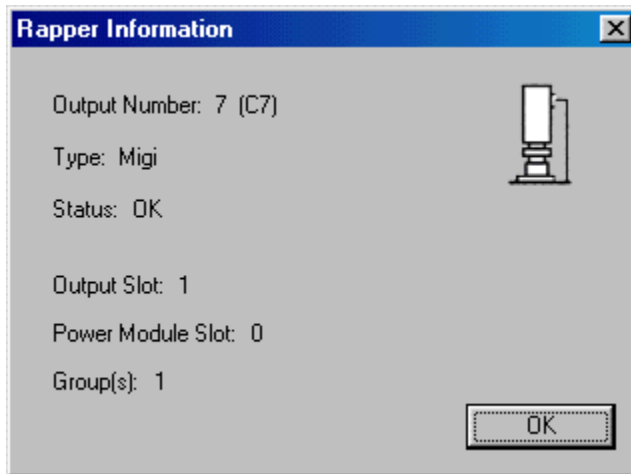 Rapper Information
Output Number: 7 (C7)
Type: Migi
Status: OK
Output Slot: 1
Power Module Slot: 0
Group(s): 1
OK